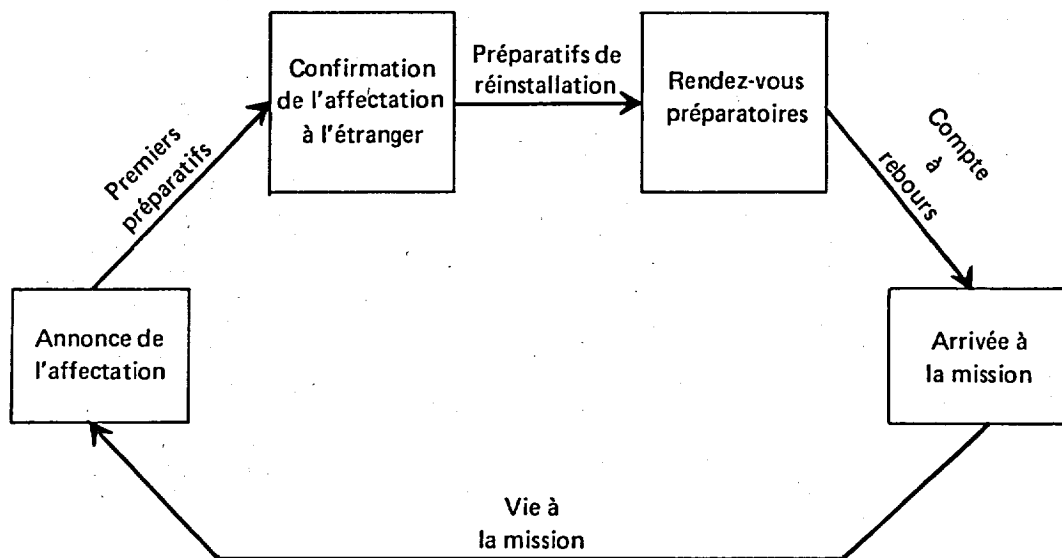 Confirmation
de l'affectation
à l'étranger
Préparatifs de
réinstallation
Rendez-vous
préparatoires
Premiers
préparatifs
Compte
à
rebours
Annonce de
l'affectation
Arrivée à
la mission
Vie à
la mission